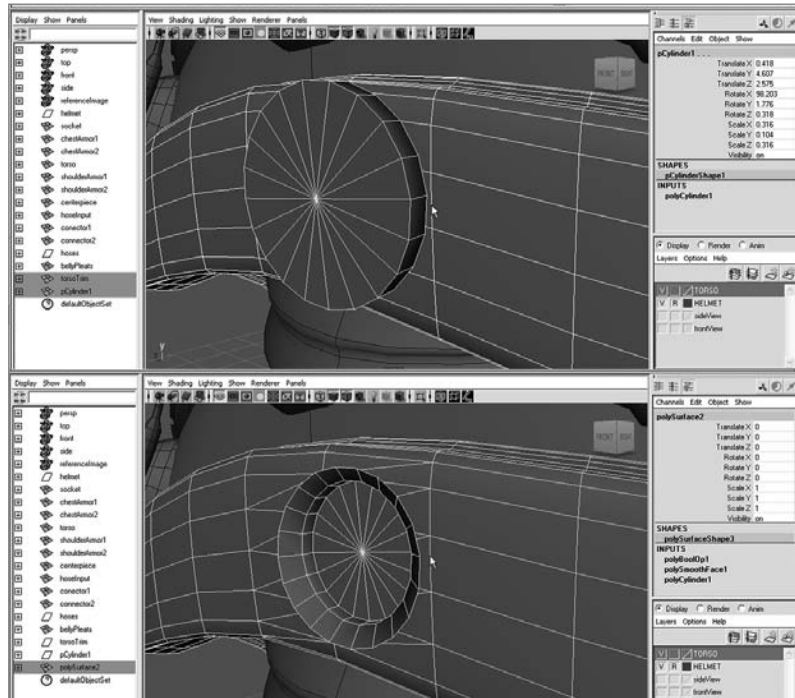 Display Show Panels
persp
top
front
side
referenceImage
helmet
socket
chestArmor1
chestArmor2
torso
shoulderArmor1
shoulderArmor2
centerpiece
hoseInput
conector1
connector2
hoses
bellyPleats
torsoTrim
pCylinder1
defaultObjectSet
View Shading Lighting Show Renderer Panels
FRONT
y
Channels Edit Object Show
pCylinder1 . . .
Translate X 0.418
Translate Y 4.607
Translate Z 2.575
Rotate X 98.203
Rotate Y 1.776
Rotate Z 0.318
Scale X 0.316
Scale Y 0.104
Scale Z 0.316
Visibility on
SHAPES
pCylinderShape1
INPUTS
polyCylinder1
Display Render Anim
Layers Options Help
V TORSO
V R HELMET
sideView
frontView
Display Show Panels
persp
top
front
side
referenceImage
helmet
socket
chestArmor1
chestArmor2
torso
shoulderArmor1
shoulderArmor2
centerpiece
hoseInput
conector1
connector2
hoses
bellyPleats
torsoTrim
pCylinder1
polySurface2
defaultObjectSet
View Shading Lighting Show Renderer Panels
FRONT
Channels Edit Object Show
polySurface2
Translate X 0
Translate Y 0
Translate Z 0
Rotate X 0
Rotate Y 0
Rotate Z 0
Scale X 1
Scale Y 1
Scale Z 1
Visibility on
SHAPES
polySurfaceShape3
INPUTS
polyBoolOp1
polySmoothFace1
polyCylinder1
Display Render Anim
Layers Options Help
V TORSO
V R HELMET
sideView
frontView